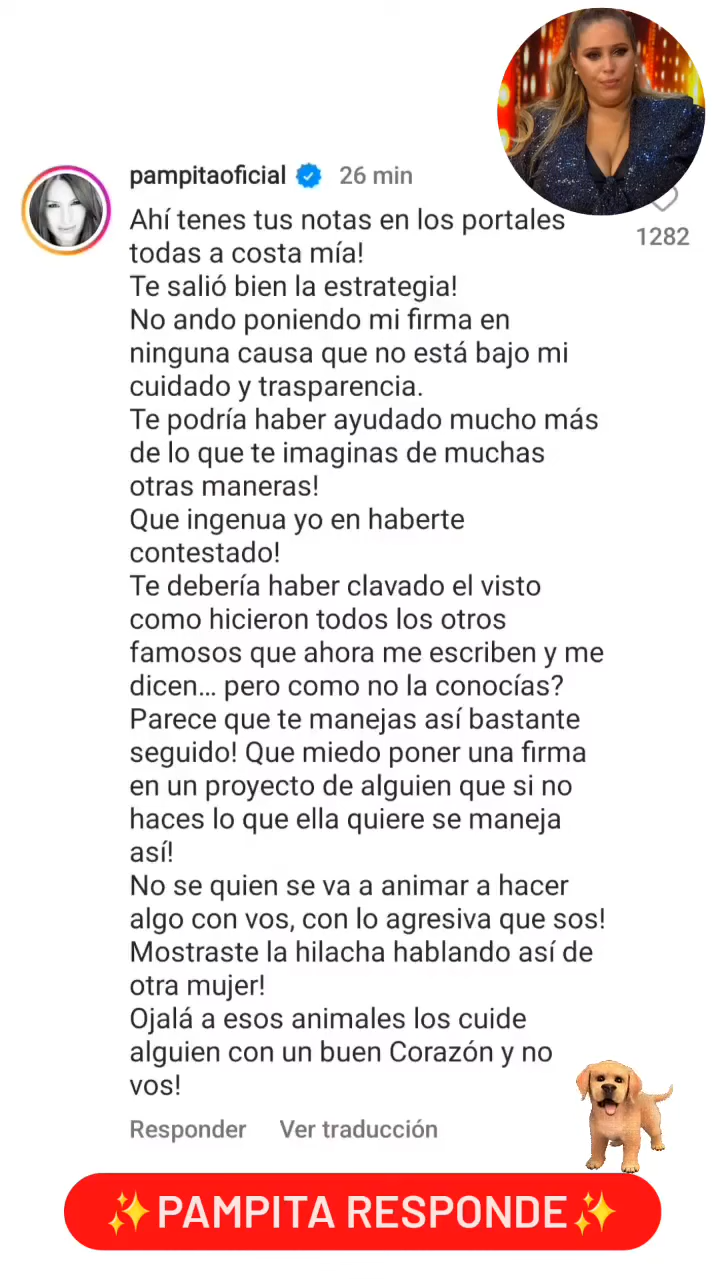 pampitaoficial 26 min
Ahí tenes tus notas en los portales
todas a costa mía!
Te salió bien la estrategia!
No ando poniendo mi firma en
ninguna causa que no está bajo mi
cuidado y trasparencia.
Te podría haber ayudado mucho más
de lo que te imaginas de muchas
otras maneras!
Que ingenua yo en haberte
contestado!
Te debería haber clavado el visto
como hicieron todos los otros
famosos que ahora me escriben y me
dicen... pero como no la conocías?
Parece que te manejas así bastante
seguido! Que miedo poner una firma
en un proyecto de alguien que si no
haces lo que ella quiere se maneja
así!
No se quien se va a animar a hacer
algo con vos, con lo agresiva que sos!
Mostraste la hilacha hablando así de
otra mujer!
Ojalá a esos animales los cuide
alguien con un buen Corazón y no
vos!
1282
Responder Ver traducción
✨PAMPITA RESPONDE✨